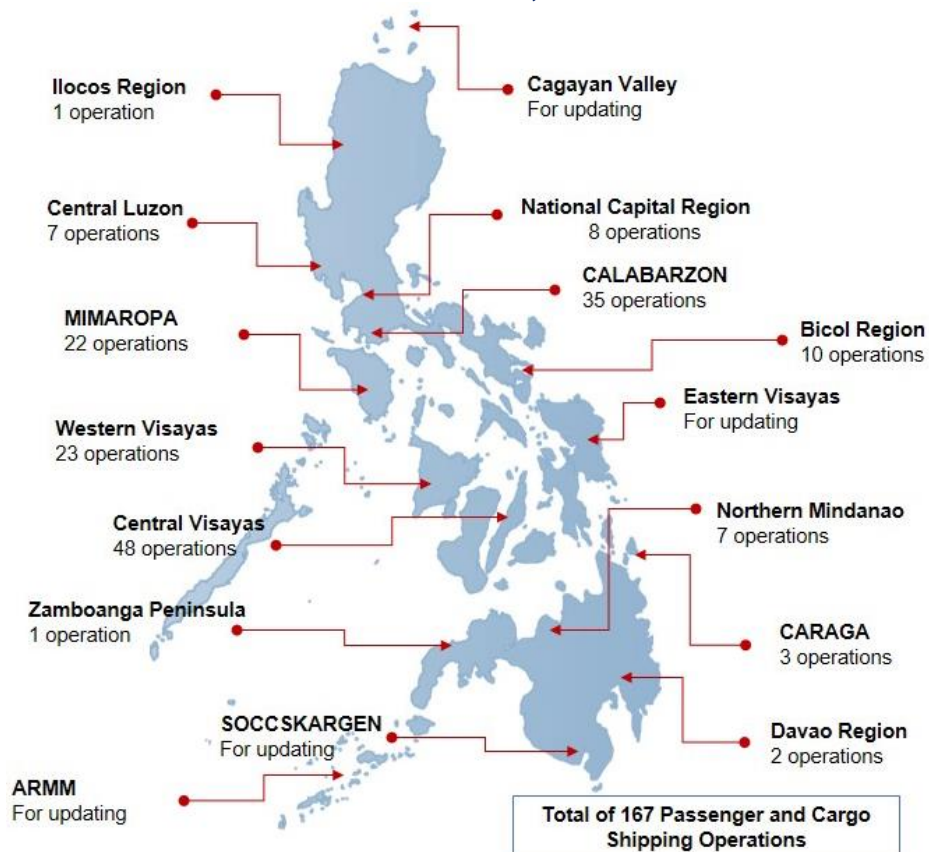 Ilocos Region
1 operation
Cagayan Valley
For updating
Central Luzon
7 operations
National Capital Region
8 operations
CALABARZON
35 operations
MIMAROPA
22 operations
Bicol Region
10 operations
Eastern Visayas
For updating
Western Visayas
23 operations
Northern Mindanao
7 operations
Central Visayas
48 operations
Zamboanga Peninsula
1 operation
CARAGA
3 operations
SOCCSKARGEN
For updating
Davao Region
2 operations
ARMM
For updating
Total of 167 Passenger and Cargo
Shipping Operations